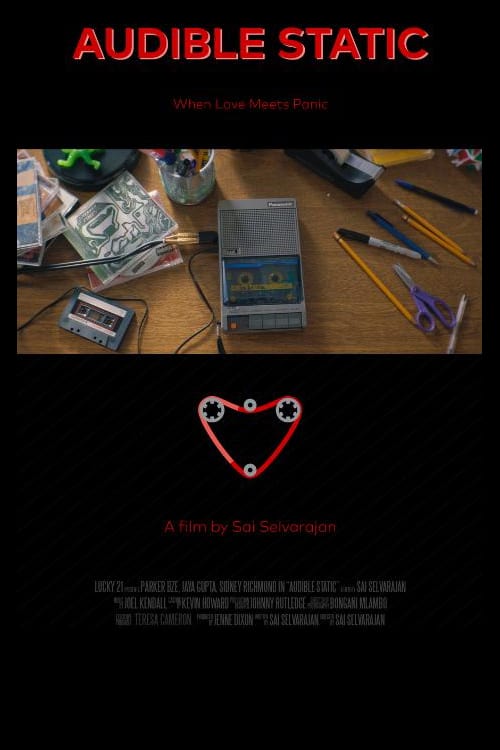 AUDIBLE STATIC
When Love Meets Panic
Panasonic
A film by Sai Selvarajan
LUCKY 21 PARKER BZE, JAYA GUPTA, SIDNEY RICHMOND IN "AUDIBLE STATIC" SAI SELVARAJAN
JOEL KENDALL KEVIN HOWARD JOHNNY RUTLEDGE BONGANI MLAMBO
TERESA CAMERON JENNE DIXON SAI SELVARAJAN SAI SELVARAJAN